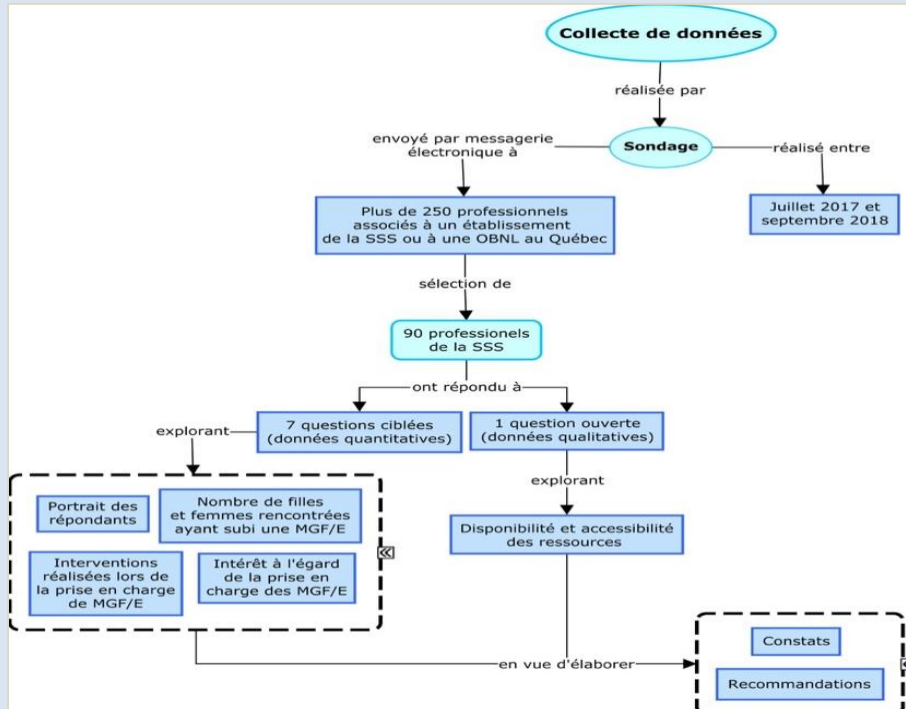 Collecte de données
réalisée par
Sondage
envoyé par messagerie
électronique à
réalisé entre
Plus de 250 professionnels
associés à un établissement
de la SSS ou à une OBNL au Québec
Juillet 2017 et
septembre 2018
sélection de
90 professionels
de la SSS
ont répondu à
7 questions ciblées
(données quantitatives)
1 question ouverte
(données qualitatives)
explorant
explorant
Portrait des
répondants
Nombre de filles
et femmes rencontrées
ayant subi une MGF/E
Interventions
réalisées lors de
la prise en charge
de MGF/E
Intérêt à l'égard
de la prise en
charge des MGF/E
Disponibilité et accessibilité
des ressources
en vue d'élaborer
Constats
Recommandations